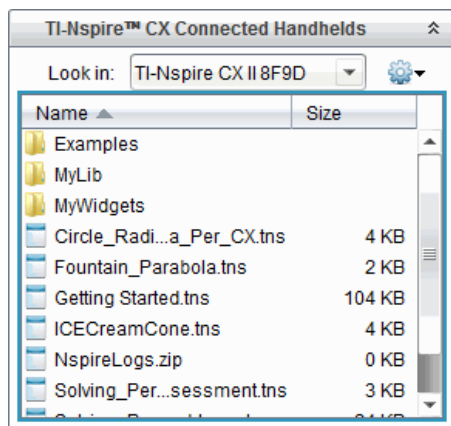 TI-Nspire™ CX Connected Handhelds
Look in: TI-Nspire CX II 8F9D
Name Size
Examples
MyLib
MyWidgets
Circle_Radi...a_Per_CX.tns 4 KB
Fountain_Parabola.tns 2 KB
Getting Started.tns 104 KB
ICECreamCone.tns 4 KB
NspireLogs.zip 0 KB
Solving_Per...sessment.tns 3 KB